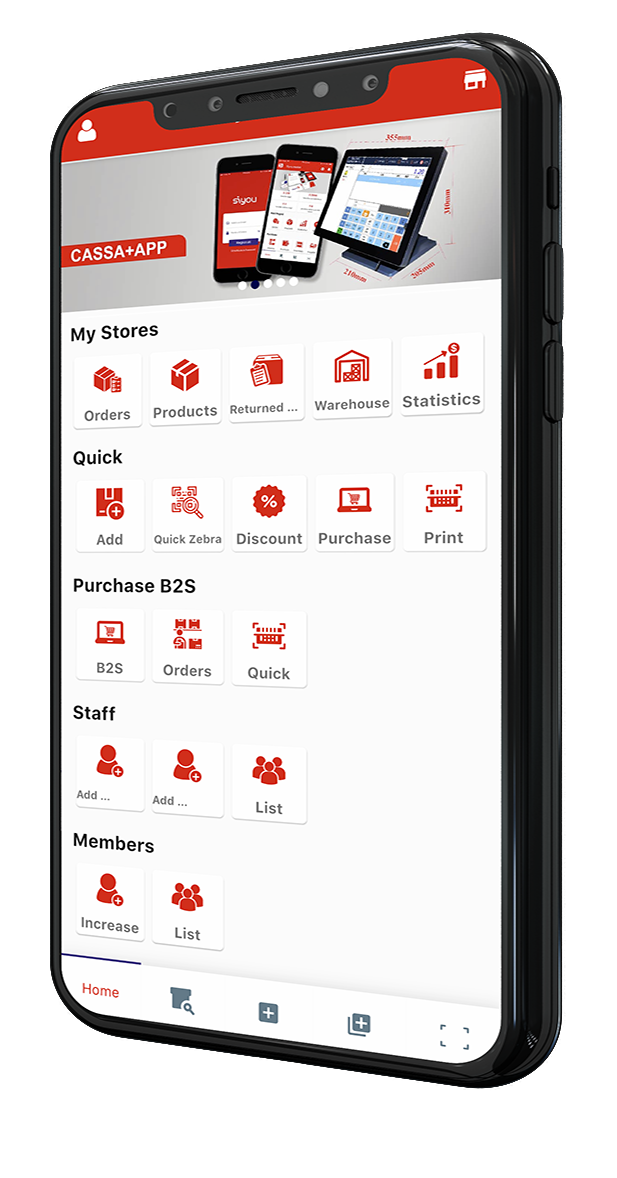 355mm
siyou
310mm
CASSA+APP
210mm
205mm
My Stores
Orders
Products
Returned ...
Warehouse
Statistics
Quick
Add
Quick Zebra
Discount
Purchase
Print
Purchase B2S
B2S
Orders
Quick
Staff
Add ...
Add ...
List
Members
Increase
List
Home